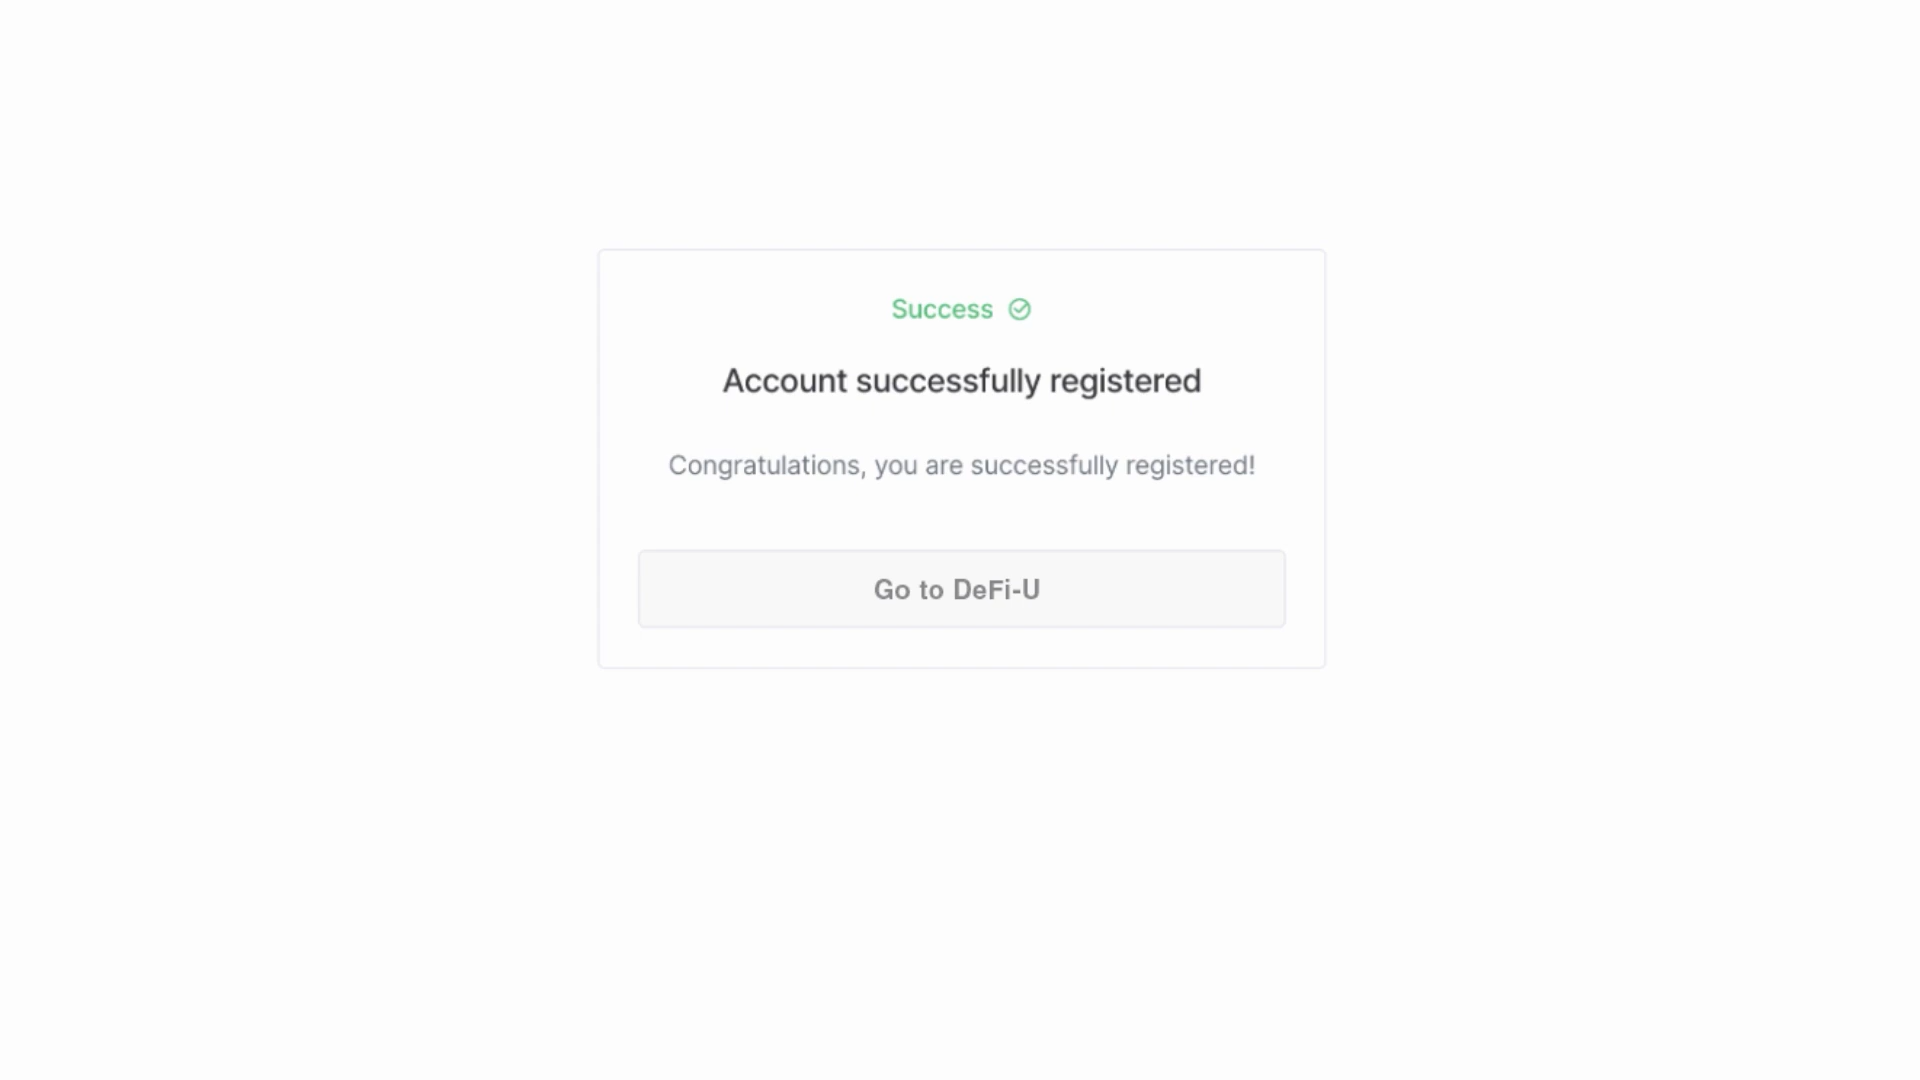 Success
Account successfully registered
Congratulations, you are successfully registered!
Go to DeFi-U